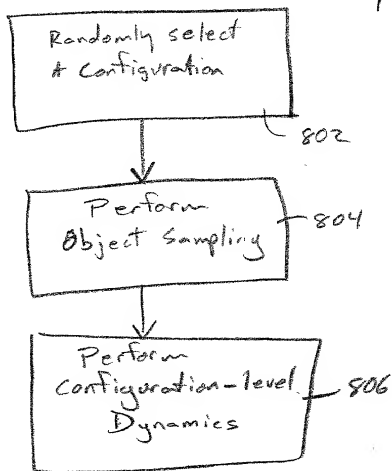 Randomly select
A Configuration
802
Perform
Object Sampling
804
Perform
Configuration-level
Dynamics
806